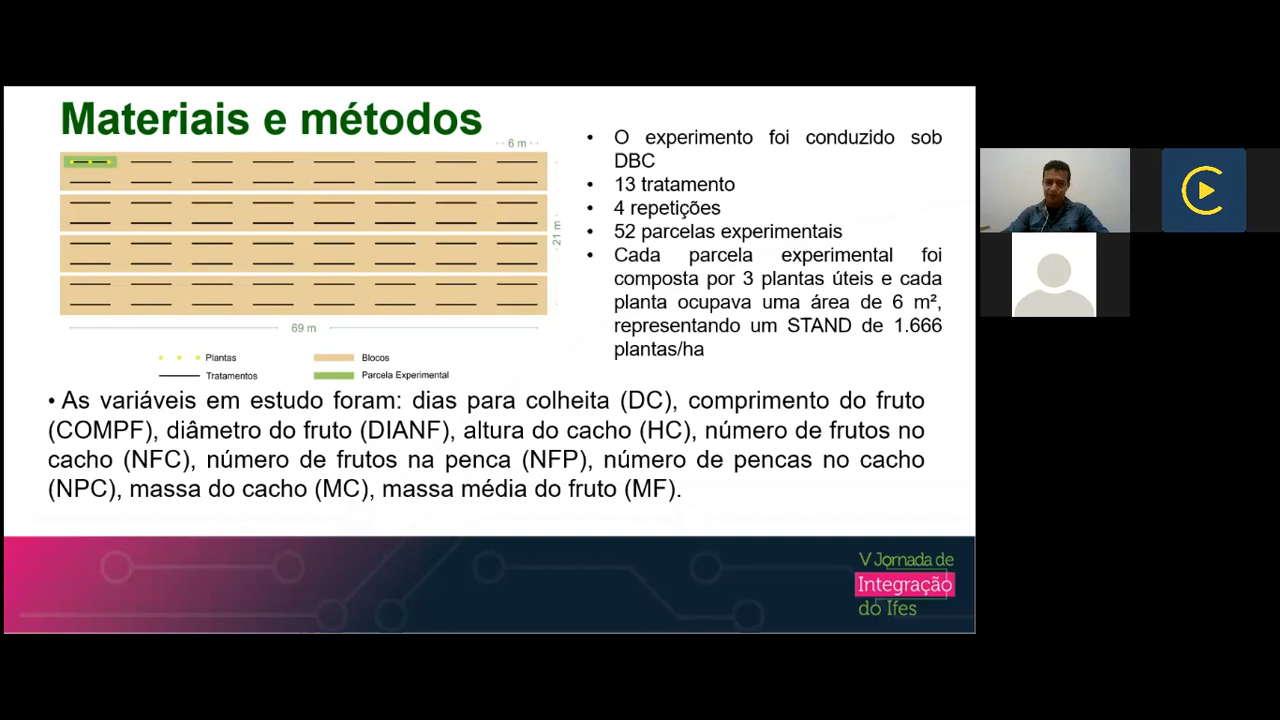 Materiais e métodos
6 m
21 m
69 m
Plantas
Blocos
Tratamentos
Parcela Experimental
• O experimento foi conduzido sob
DBC
• 13 tratamento
• 4 repetições
• 52 parcelas experimentais
• Cada parcela experimental foi
composta por 3 plantas úteis e cada
planta ocupava uma área de 6 m²,
representando um STAND de 1.666
plantas/ha
• As variáveis em estudo foram: dias para colheita (DC), comprimento do fruto
(COMPF), diâmetro do fruto (DIANF), altura do cacho (HC), número de frutos no
cacho (NFC), número de frutos na penca (NFP), número de pencas no cacho
(NPC), massa do cacho (MC), massa média do fruto (MF).
V Jornada de
Integração
do Ifes